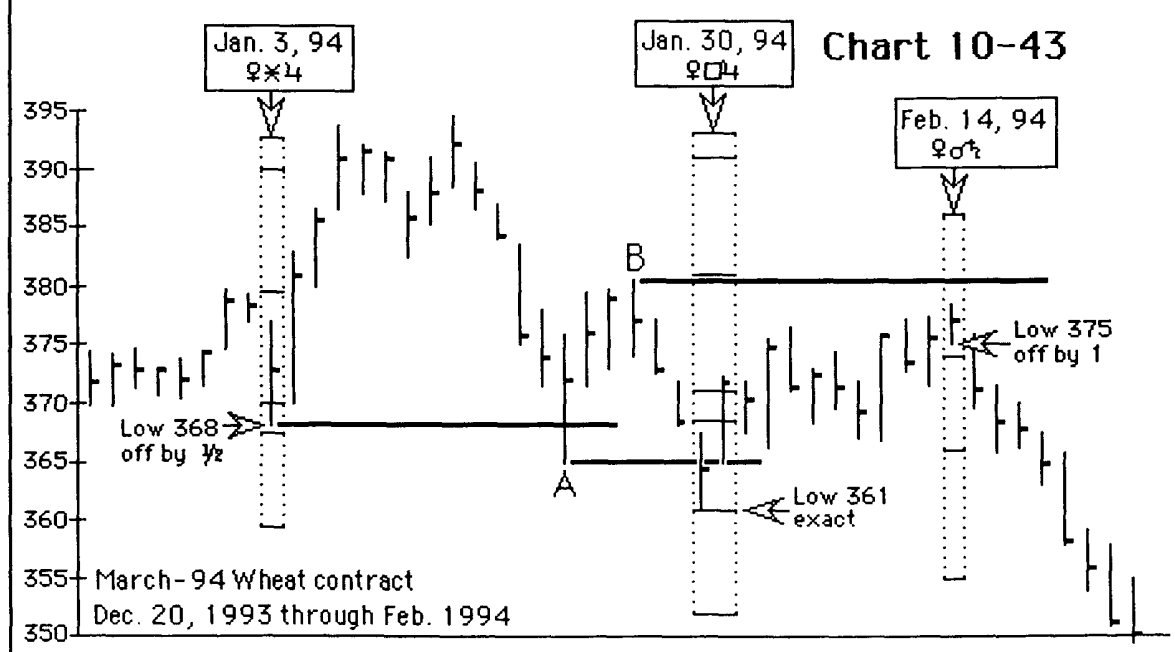 Chart 10-43
Jan. 3, 94
♀⚹♃
Jan. 30, 94
♀□♃
Feb. 14, 94
♀☌♄
395
390
385
380
375
370
365
360
355
350
B
A
Low 368
off by ½
Low 361
exact
Low 375
off by 1
March-94 Wheat contract
Dec. 20, 1993 through Feb. 1994